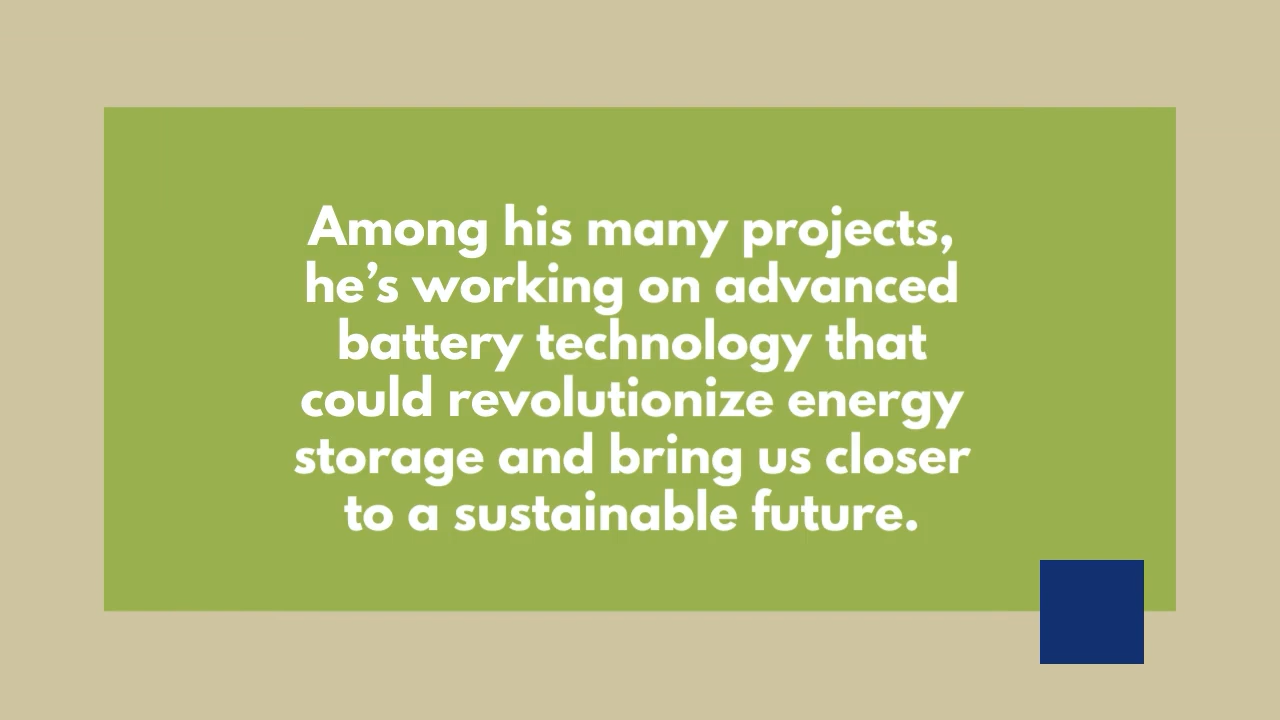 Among his many projects,
he’s working on advanced
battery technology that
could revolutionize energy
storage and bring us closer
to a sustainable future.